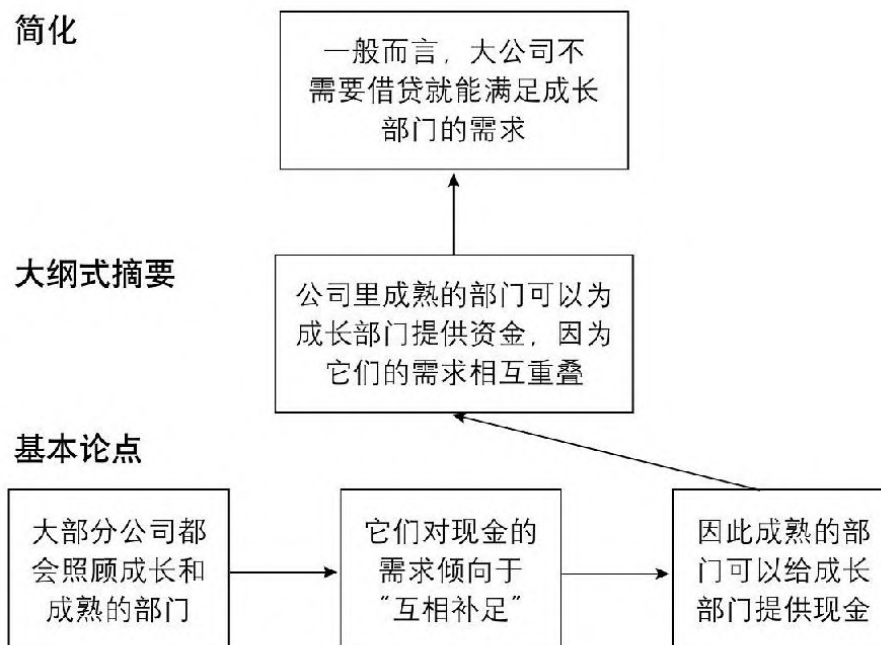 简化
一般而言，大公司不
需要借贷就能满足成长
部门的需求
大纲式摘要
公司里成熟的部门可以为
成长部门提供资金，因为
它们的需求相互重叠
基本论点
大部分公司都
会照顾成长和
成熟的部门
它们对现金的
需求倾向于
“互相补足”
因此成熟的部
门可以给成长
部门提供现金